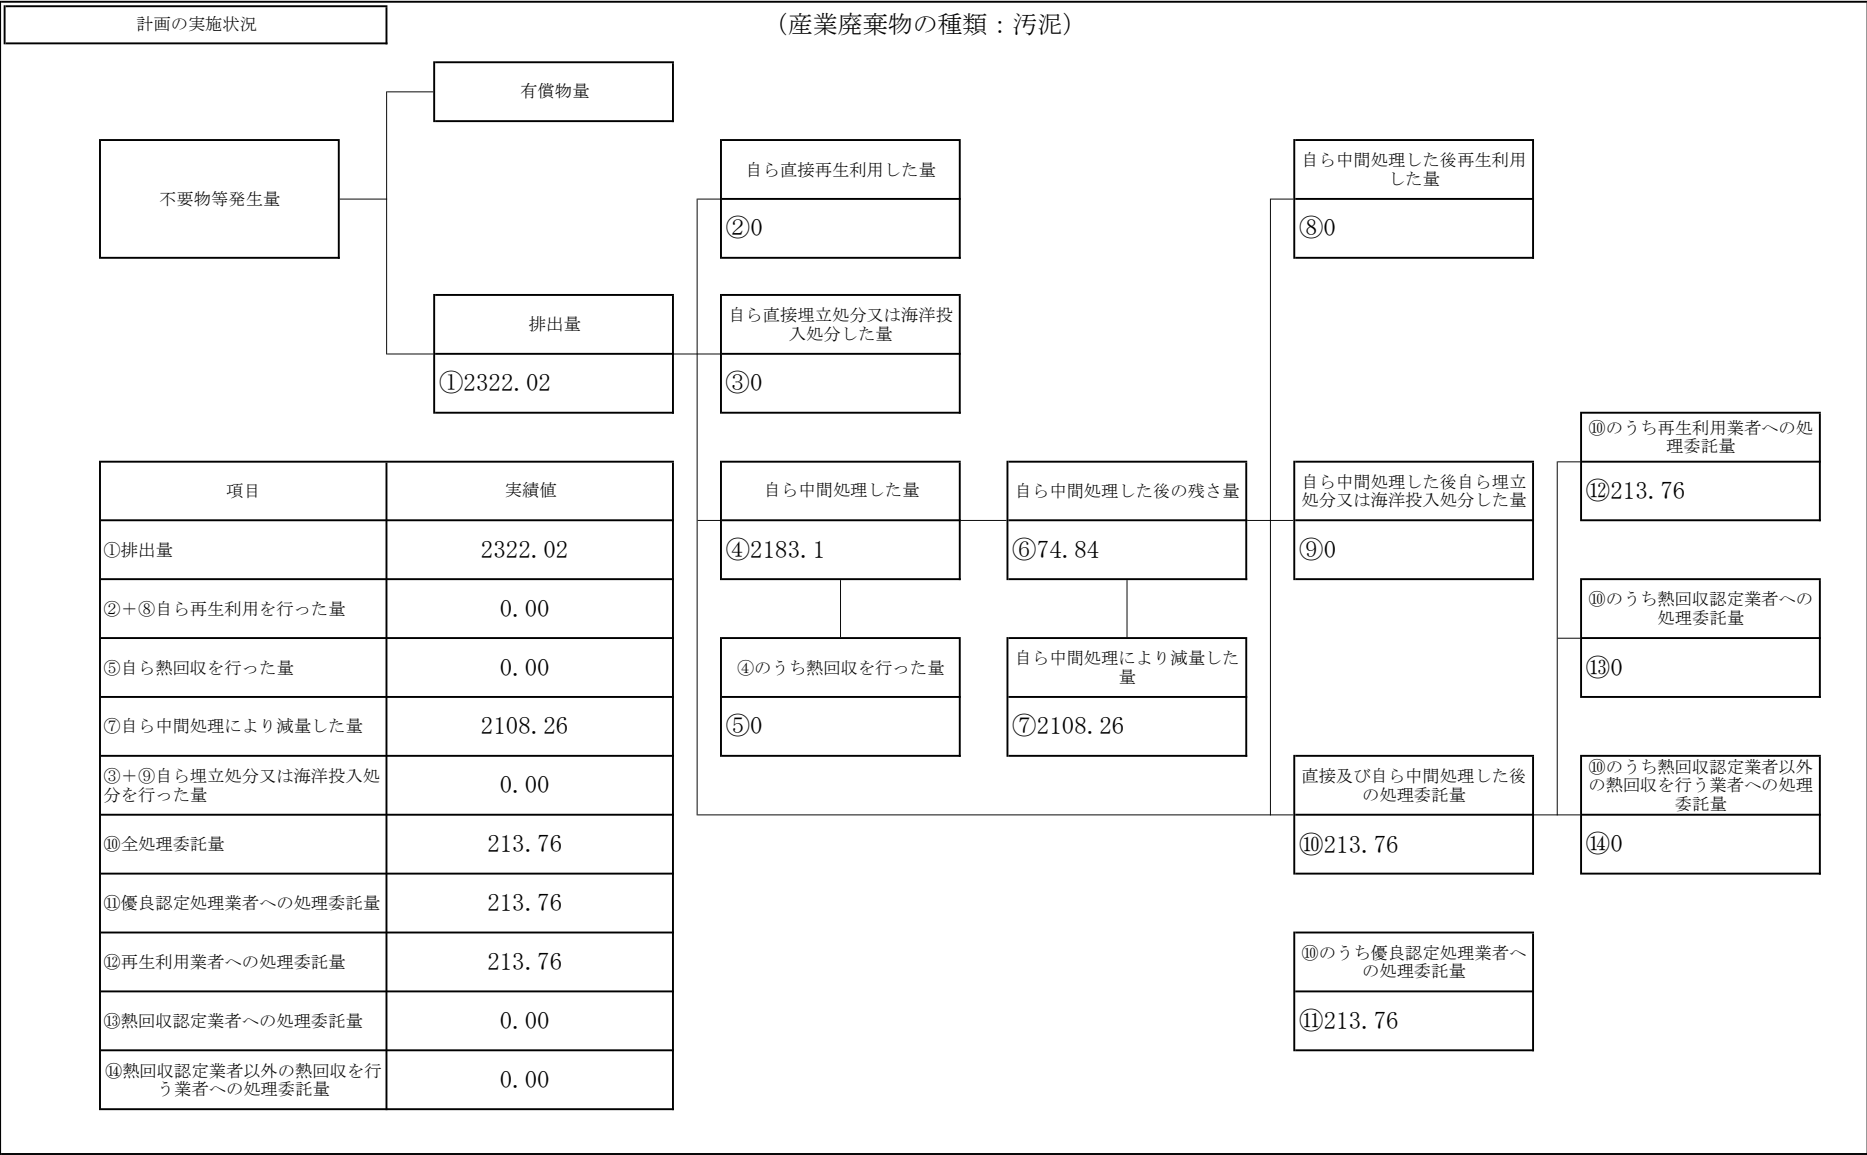 計画の実施状況
（産業廃棄物の種類：汚泥）
有償物量
不要物等発生量
自ら直接再生利用した量
②0
自ら中間処理した後再生利用
した量
⑧0
排出量
①2322.02
自ら直接埋立処分又は海洋投
入処分した量
③0
⑩のうち再生利用業者への処
理委託量
⑫213.76
自ら中間処理した量
④2183.1
自ら中間処理した後の残さ量
⑥74.84
自ら中間処理した後自ら埋立
処分又は海洋投入処分した量
⑨0
⑩のうち熱回収認定業者への
処理委託量
⑬0
④のうち熱回収を行った量
⑤0
自ら中間処理により減量した
量
⑦2108.26
直接及び自ら中間処理した後
の処理委託量
⑩213.76
⑩のうち熱回収認定業者以外
の熱回収を行う業者への処理
委託量
⑭0
⑩のうち優良認定処理業者へ
の処理委託量
⑪213.76
項目 実績値
①排出量 2322.02
②＋⑧自ら再生利用を行った量 0.00
⑤自ら熱回収を行った量 0.00
⑦自ら中間処理により減量した量 2108.26
③＋⑨自ら埋立処分又は海洋投入処
分を行った量 0.00
⑩全処理委託量 213.76
⑪優良認定処理業者への処理委託量 213.76
⑫再生利用業者への処理委託量 213.76
⑬熱回収認定業者への処理委託量 0.00
⑭熱回収認定業者以外の熱回収を行
う業者への処理委託量 0.00